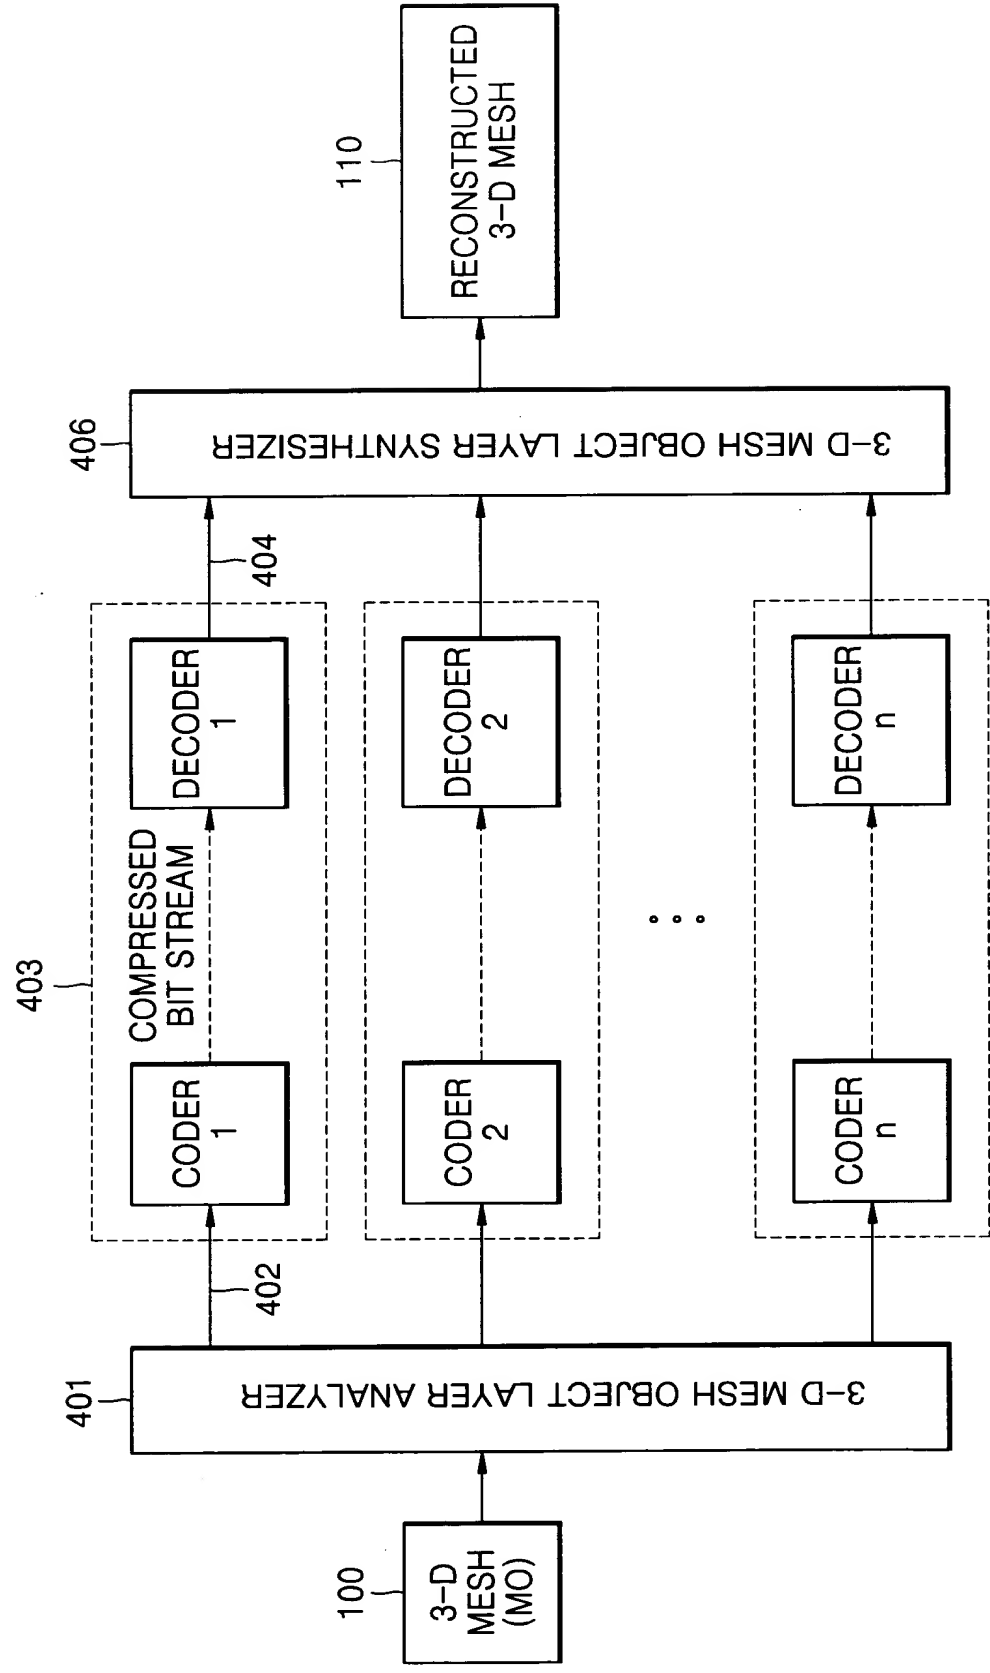 100
3-D
MESH
(MO)
401
3-D MESH OBJECT LAYER ANALYZER
402
403
CODER
1
COMPRESSED
BIT STREAM
DECODER
1
404
CODER
2
DECODER
2
CODER
n
DECODER
n
406
3-D MESH OBJECT LAYER SYNTHESIZER
110
RECONSTRUCTED
3-D MESH